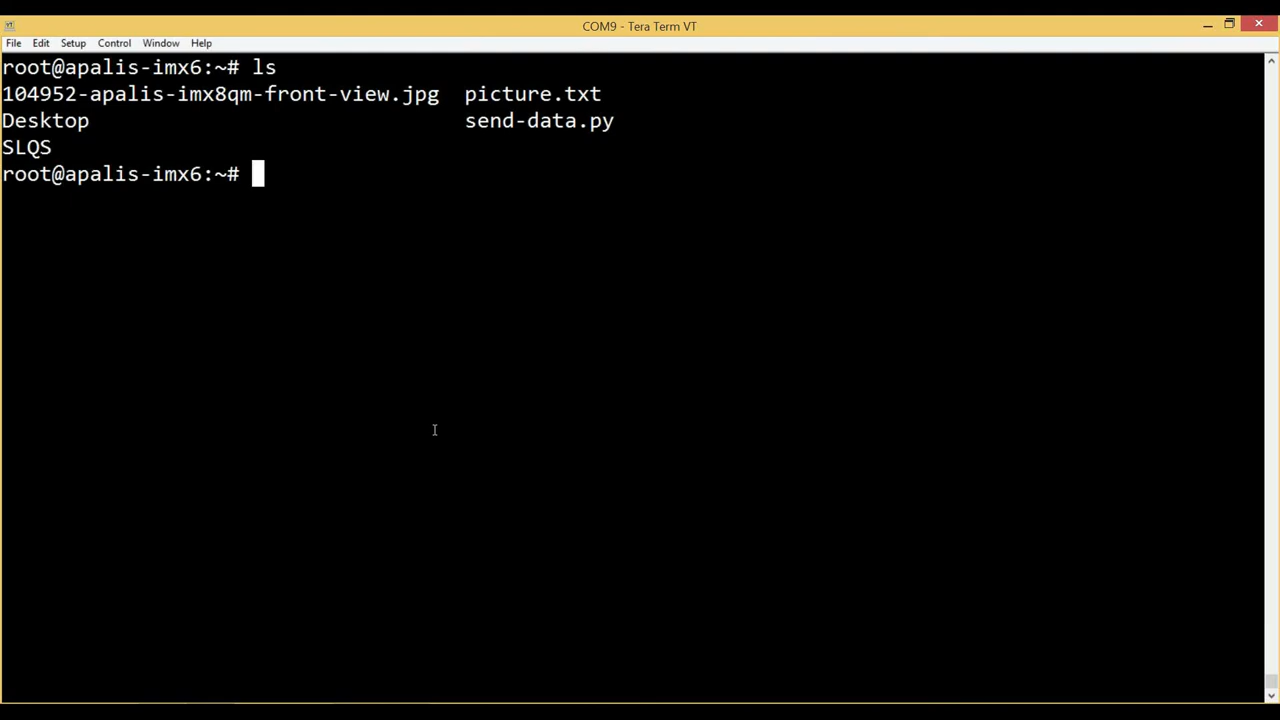 COM9 - Tera Term VT
File Edit Setup Control Window Help
root@apalis-imx6:~# ls
104952-apalis-imx8qm-front-view.jpg picture.txt
Desktop send-data.py
SLQS
root@apalis-imx6:~#